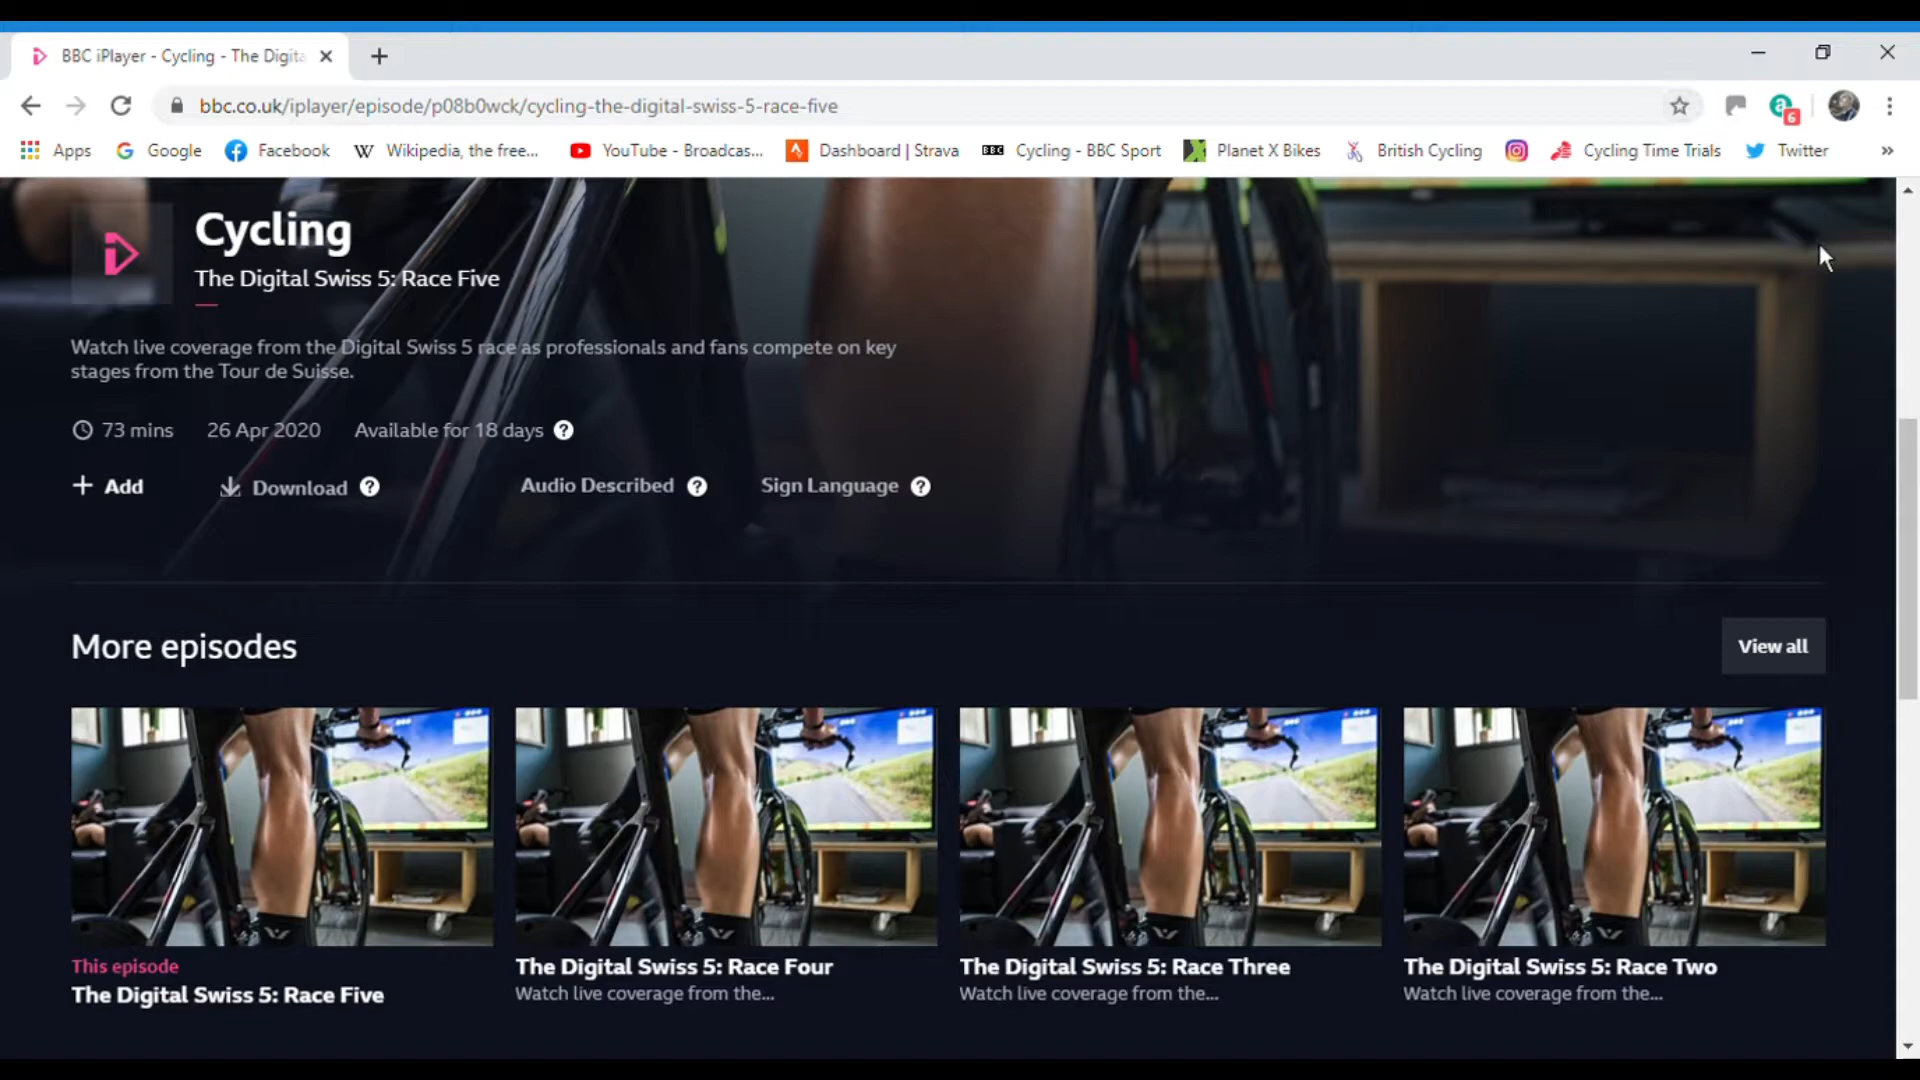 BBC iPlayer - Cycling - The Digita
bbc.co.uk/iplayer/episode/p08b0wck/cycling-the-digital-swiss-5-race-five
6
Apps Google Facebook Wikipedia, the free... YouTube - Broadcas... Dashboard | Strava BBC Cycling - BBC Sport Planet X Bikes British Cycling Cycling Time Trials Twitter »
Cycling
The Digital Swiss 5: Race Five
Watch live coverage from the Digital Swiss 5 race as professionals and fans compete on key
stages from the Tour de Suisse.
73 mins 26 Apr 2020 Available for 18 days ?
+ Add Download ? Audio Described ? Sign Language ?
More episodes View all
This episode
The Digital Swiss 5: Race Five
The Digital Swiss 5: Race Four
Watch live coverage from the...
The Digital Swiss 5: Race Three
Watch live coverage from the...
The Digital Swiss 5: Race Two
Watch live coverage from the...